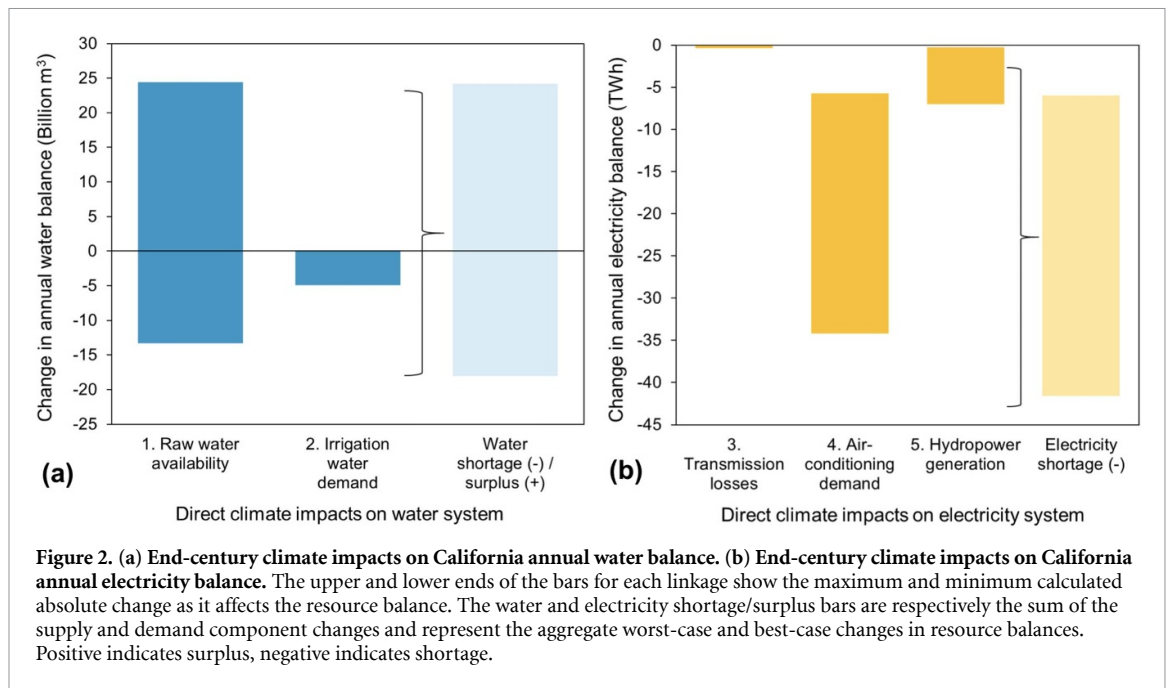 30
25
20
15
10
5
0
-5
-10
-15
-20
-25
Change in annual water balance (Billion m³)
1. Raw water
availability
2. Irrigation
water
demand
Water
shortage (-) /
surplus (+)
(a)
Direct climate impacts on water system
0
-5
-10
-15
-20
-25
-30
-35
-40
-45
Change in annual electricity balance (TWh)
3.
Transmission
losses
4. Air-
conditioning
demand
5. Hydropower
generation
Electricity
shortage (-)
(b)
Direct climate impacts on electricity system
Figure 2. (a) End-century climate impacts on California annual water balance. (b) End-century climate impacts on California
annual electricity balance. The upper and lower ends of the bars for each linkage show the maximum and minimum calculated
absolute change as it affects the resource balance. The water and electricity shortage/surplus bars are respectively the sum of the
supply and demand component changes and represent the aggregate worst-case and best-case changes in resource balances.
Positive indicates surplus, negative indicates shortage.